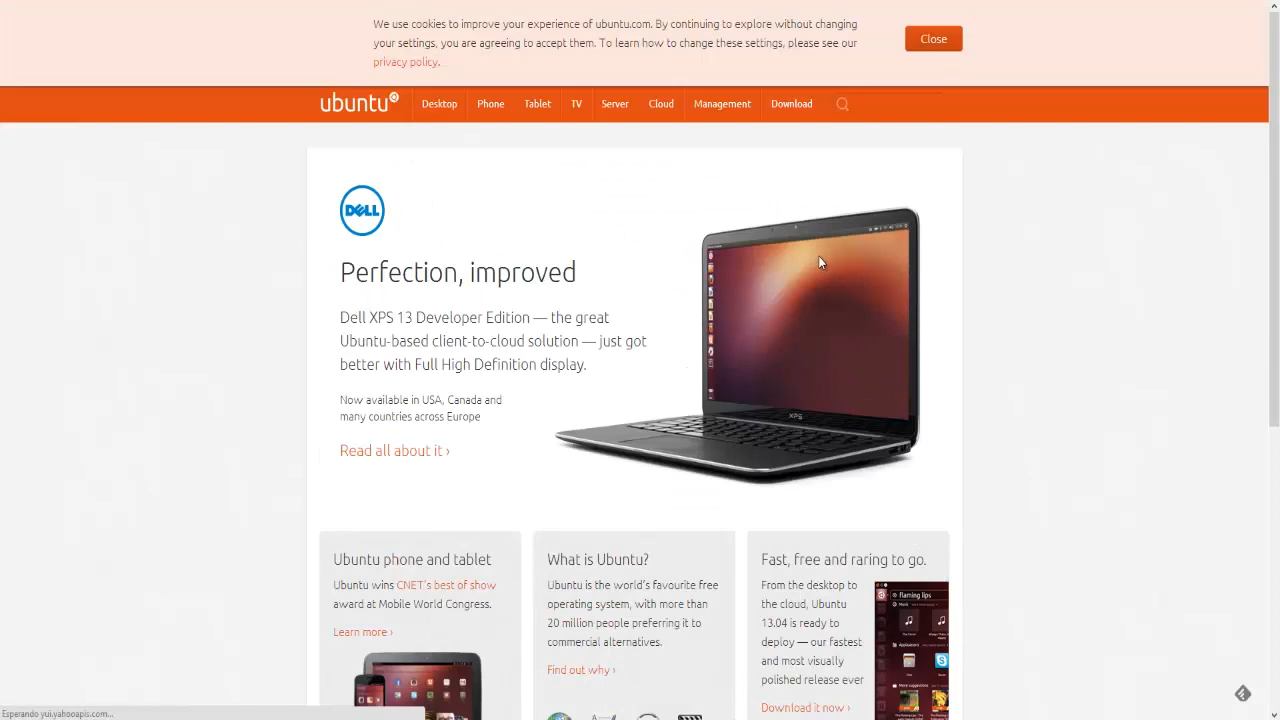 We use cookies to improve your experience of ubuntu.com. By continuing to explore without changing
your settings, you are agreeing to accept them. To learn how to change these settings, please see our
privacy policy.
Close
ubuntu
Desktop
Phone
Tablet
TV
Server
Cloud
Management
Download
DELL
Perfection, improved
Dell XPS 13 Developer Edition — the great
Ubuntu-based client-to-cloud solution — just got
better with Full High Definition display.
Now available in USA, Canada and
many countries across Europe
Read all about it ›
XPS
Ubuntu phone and tablet
Ubuntu wins CNET's best of show
award at Mobile World Congress.
Learn more ›
What is Ubuntu?
Ubuntu is the world's favourite free
operating system, with more than
20 million people preferring it to
commercial alternatives.
Find out why ›
Fast, free and raring to go.
From the desktop to
the cloud, Ubuntu
13.04 is ready to
deploy — our fastest
and most visually
polished release ever
Download it now ›
flaming lips
Music
Applications
More suggestions
Esperando yui.yahooapis.com...